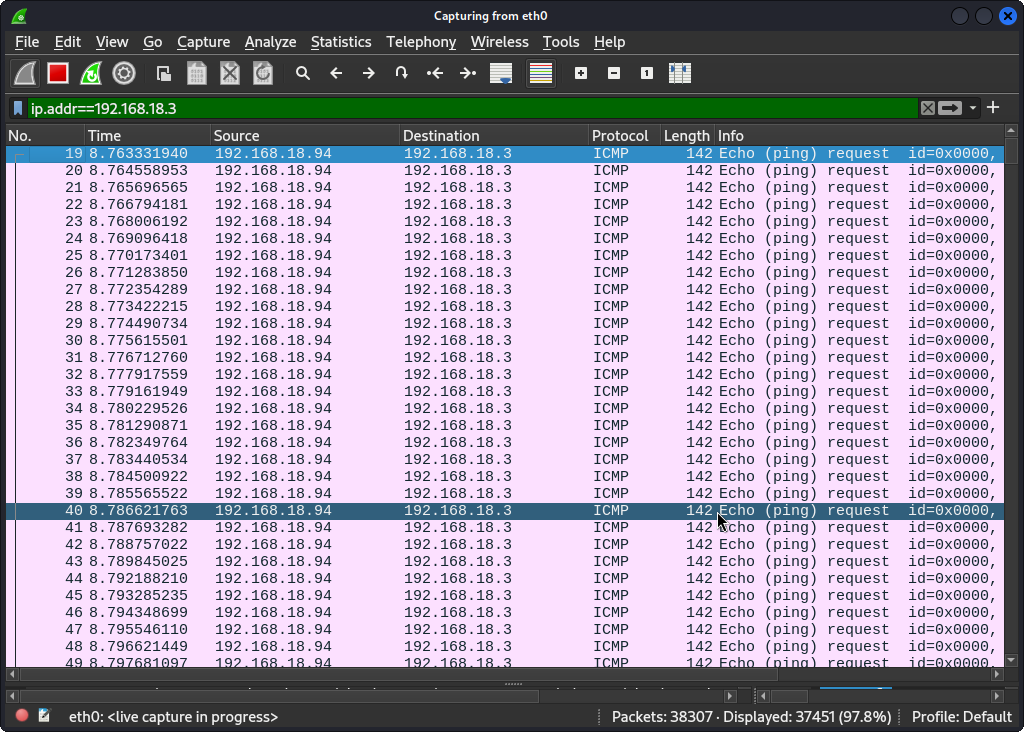 Capturing from eth0
File Edit View Go Capture Analyze Statistics Telephony Wireless Tools Help
ip.addr==192.168.18.3
No. Time Source Destination Protocol Length Info
19 8.763331940 192.168.18.94 192.168.18.3 ICMP 142 Echo (ping) request id=0x0000,
20 8.764558953 192.168.18.94 192.168.18.3 ICMP 142 Echo (ping) request id=0x0000,
21 8.765696565 192.168.18.94 192.168.18.3 ICMP 142 Echo (ping) request id=0x0000,
22 8.766794181 192.168.18.94 192.168.18.3 ICMP 142 Echo (ping) request id=0x0000,
23 8.768006192 192.168.18.94 192.168.18.3 ICMP 142 Echo (ping) request id=0x0000,
24 8.769096418 192.168.18.94 192.168.18.3 ICMP 142 Echo (ping) request id=0x0000,
25 8.770173401 192.168.18.94 192.168.18.3 ICMP 142 Echo (ping) request id=0x0000,
26 8.771283850 192.168.18.94 192.168.18.3 ICMP 142 Echo (ping) request id=0x0000,
27 8.772354289 192.168.18.94 192.168.18.3 ICMP 142 Echo (ping) request id=0x0000,
28 8.773422215 192.168.18.94 192.168.18.3 ICMP 142 Echo (ping) request id=0x0000,
29 8.774490734 192.168.18.94 192.168.18.3 ICMP 142 Echo (ping) request id=0x0000,
30 8.775615501 192.168.18.94 192.168.18.3 ICMP 142 Echo (ping) request id=0x0000,
31 8.776712760 192.168.18.94 192.168.18.3 ICMP 142 Echo (ping) request id=0x0000,
32 8.777917559 192.168.18.94 192.168.18.3 ICMP 142 Echo (ping) request id=0x0000,
33 8.779161949 192.168.18.94 192.168.18.3 ICMP 142 Echo (ping) request id=0x0000,
34 8.780229526 192.168.18.94 192.168.18.3 ICMP 142 Echo (ping) request id=0x0000,
35 8.781290871 192.168.18.94 192.168.18.3 ICMP 142 Echo (ping) request id=0x0000,
36 8.782349764 192.168.18.94 192.168.18.3 ICMP 142 Echo (ping) request id=0x0000,
37 8.783440534 192.168.18.94 192.168.18.3 ICMP 142 Echo (ping) request id=0x0000,
38 8.784500922 192.168.18.94 192.168.18.3 ICMP 142 Echo (ping) request id=0x0000,
39 8.785565522 192.168.18.94 192.168.18.3 ICMP 142 Echo (ping) request id=0x0000,
40 8.786621763 192.168.18.94 192.168.18.3 ICMP 142 Echo (ping) request id=0x0000,
41 8.787693282 192.168.18.94 192.168.18.3 ICMP 142 Echo (ping) request id=0x0000,
42 8.788757022 192.168.18.94 192.168.18.3 ICMP 142 Echo (ping) request id=0x0000,
43 8.789845025 192.168.18.94 192.168.18.3 ICMP 142 Echo (ping) request id=0x0000,
44 8.792188210 192.168.18.94 192.168.18.3 ICMP 142 Echo (ping) request id=0x0000,
45 8.793285235 192.168.18.94 192.168.18.3 ICMP 142 Echo (ping) request id=0x0000,
46 8.794348699 192.168.18.94 192.168.18.3 ICMP 142 Echo (ping) request id=0x0000,
47 8.795546110 192.168.18.94 192.168.18.3 ICMP 142 Echo (ping) request id=0x0000,
48 8.796621449 192.168.18.94 192.168.18.3 ICMP 142 Echo (ping) request id=0x0000,
49 8.797681097 192.168.18.94 192.168.18.3 ICMP 142 Echo (ping) request id=0x0000,
eth0: <live capture in progress> Packets: 38307 · Displayed: 37451 (97.8%) Profile: Default